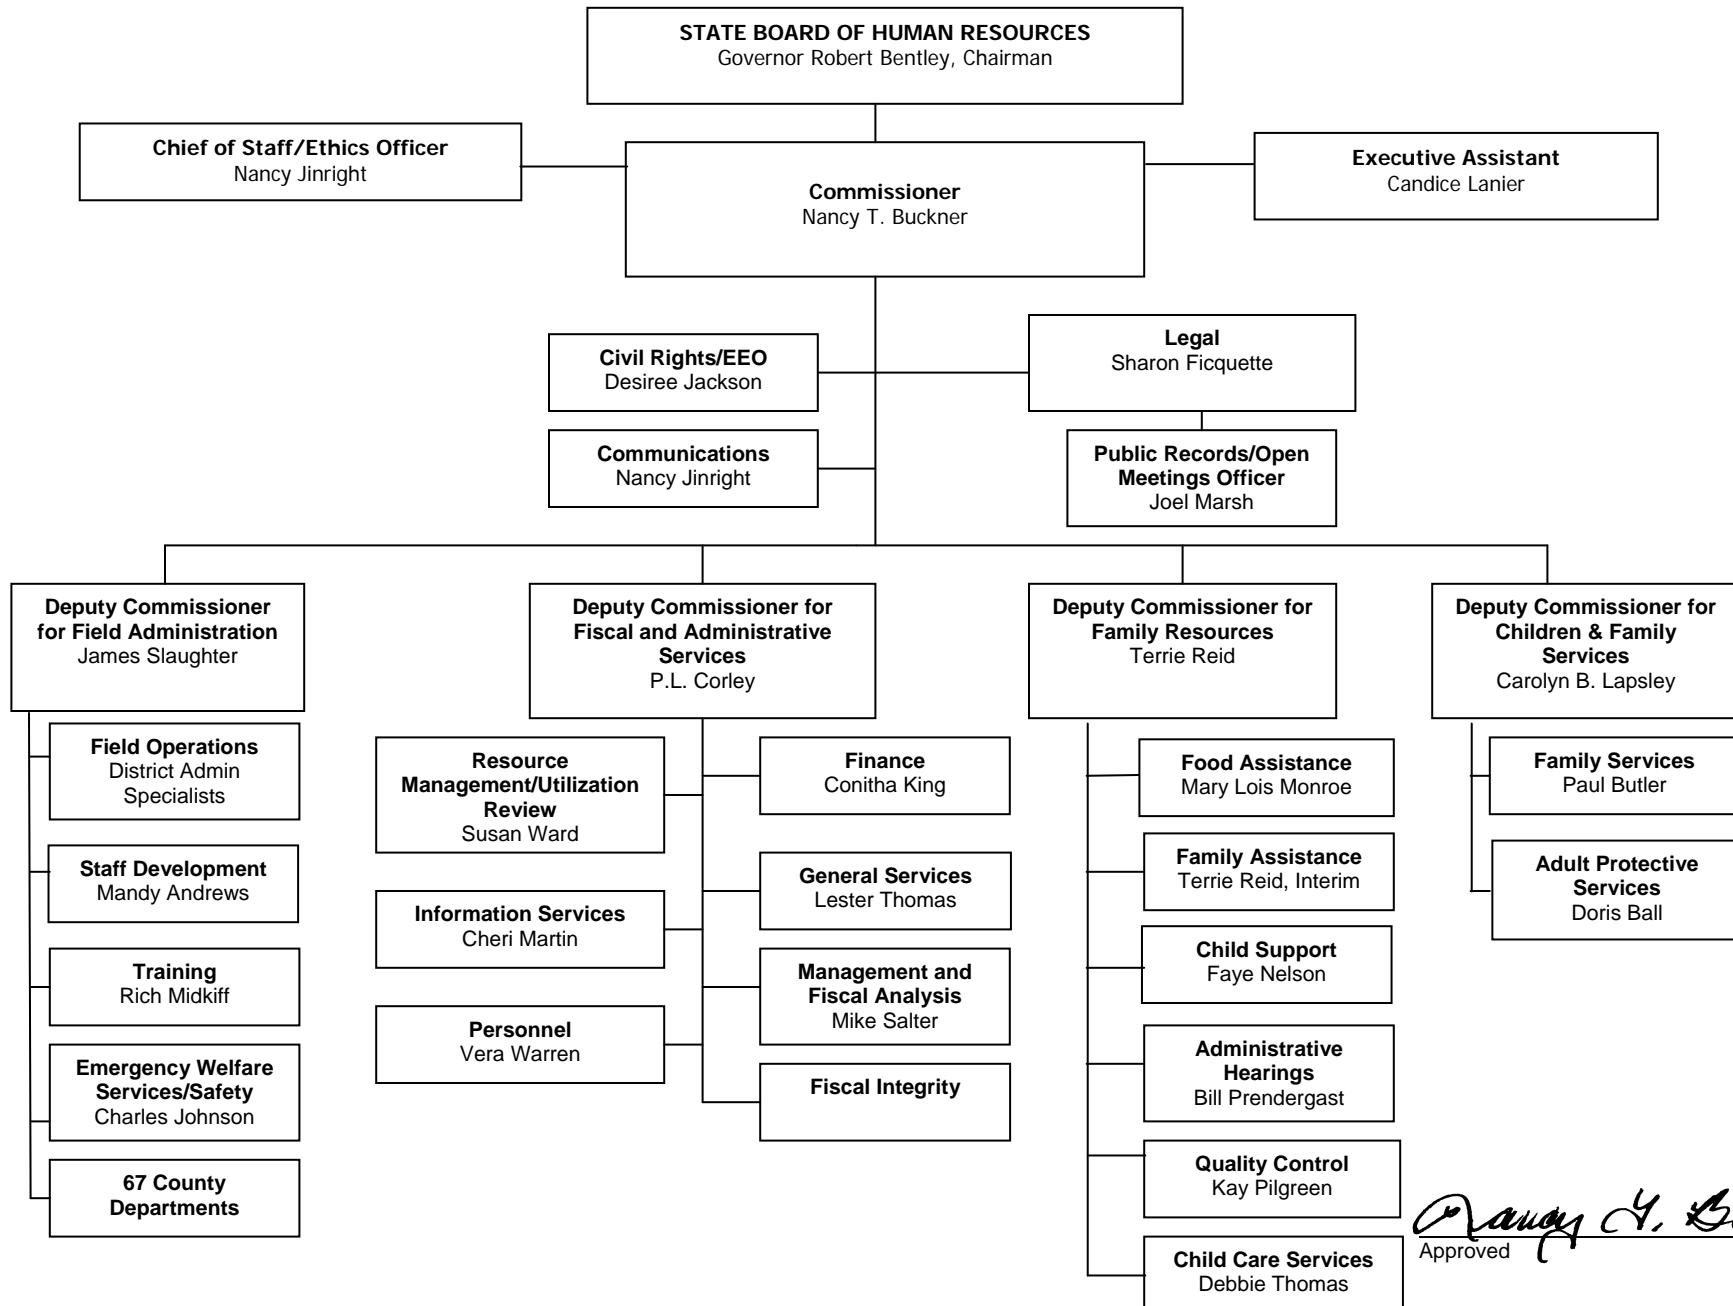 STATE BOARD OF HUMAN RESOURCES
Governor Robert Bentley, Chairman
Chief of Staff/Ethics Officer
Nancy Jinright
Commissioner
Nancy T. Buckner
Executive Assistant
Candice Lanier
Civil Rights/EEO
Desiree Jackson
Legal
Sharon Ficquette
Communications
Nancy Jinright
Public Records/Open
Meetings Officer
Joel Marsh
Deputy Commissioner
for Field Administration
James Slaughter
Deputy Commissioner for
Fiscal and Administrative
Services
P.L. Corley
Deputy Commissioner for
Family Resources
Terrie Reid
Deputy Commissioner for
Children & Family
Services
Carolyn B. Lapsley
Field Operations
District Admin
Specialists
Staff Development
Mandy Andrews
Training
Rich Midkiff
Emergency Welfare
Services/Safety
Charles Johnson
67 County
Departments
Resource
Management/Utilization
Review
Susan Ward
Information Services
Cheri Martin
Personnel
Vera Warren
Finance
Conitha King
General Services
Lester Thomas
Management and
Fiscal Analysis
Mike Salter
Fiscal Integrity
Food Assistance
Mary Lois Monroe
Family Assistance
Terrie Reid, Interim
Child Support
Faye Nelson
Administrative
Hearings
Bill Prendergast
Quality Control
Kay Pilgreen
Child Care Services
Debbie Thomas
Family Services
Paul Butler
Adult Protective
Services
Doris Ball
Nancy T.
Approved